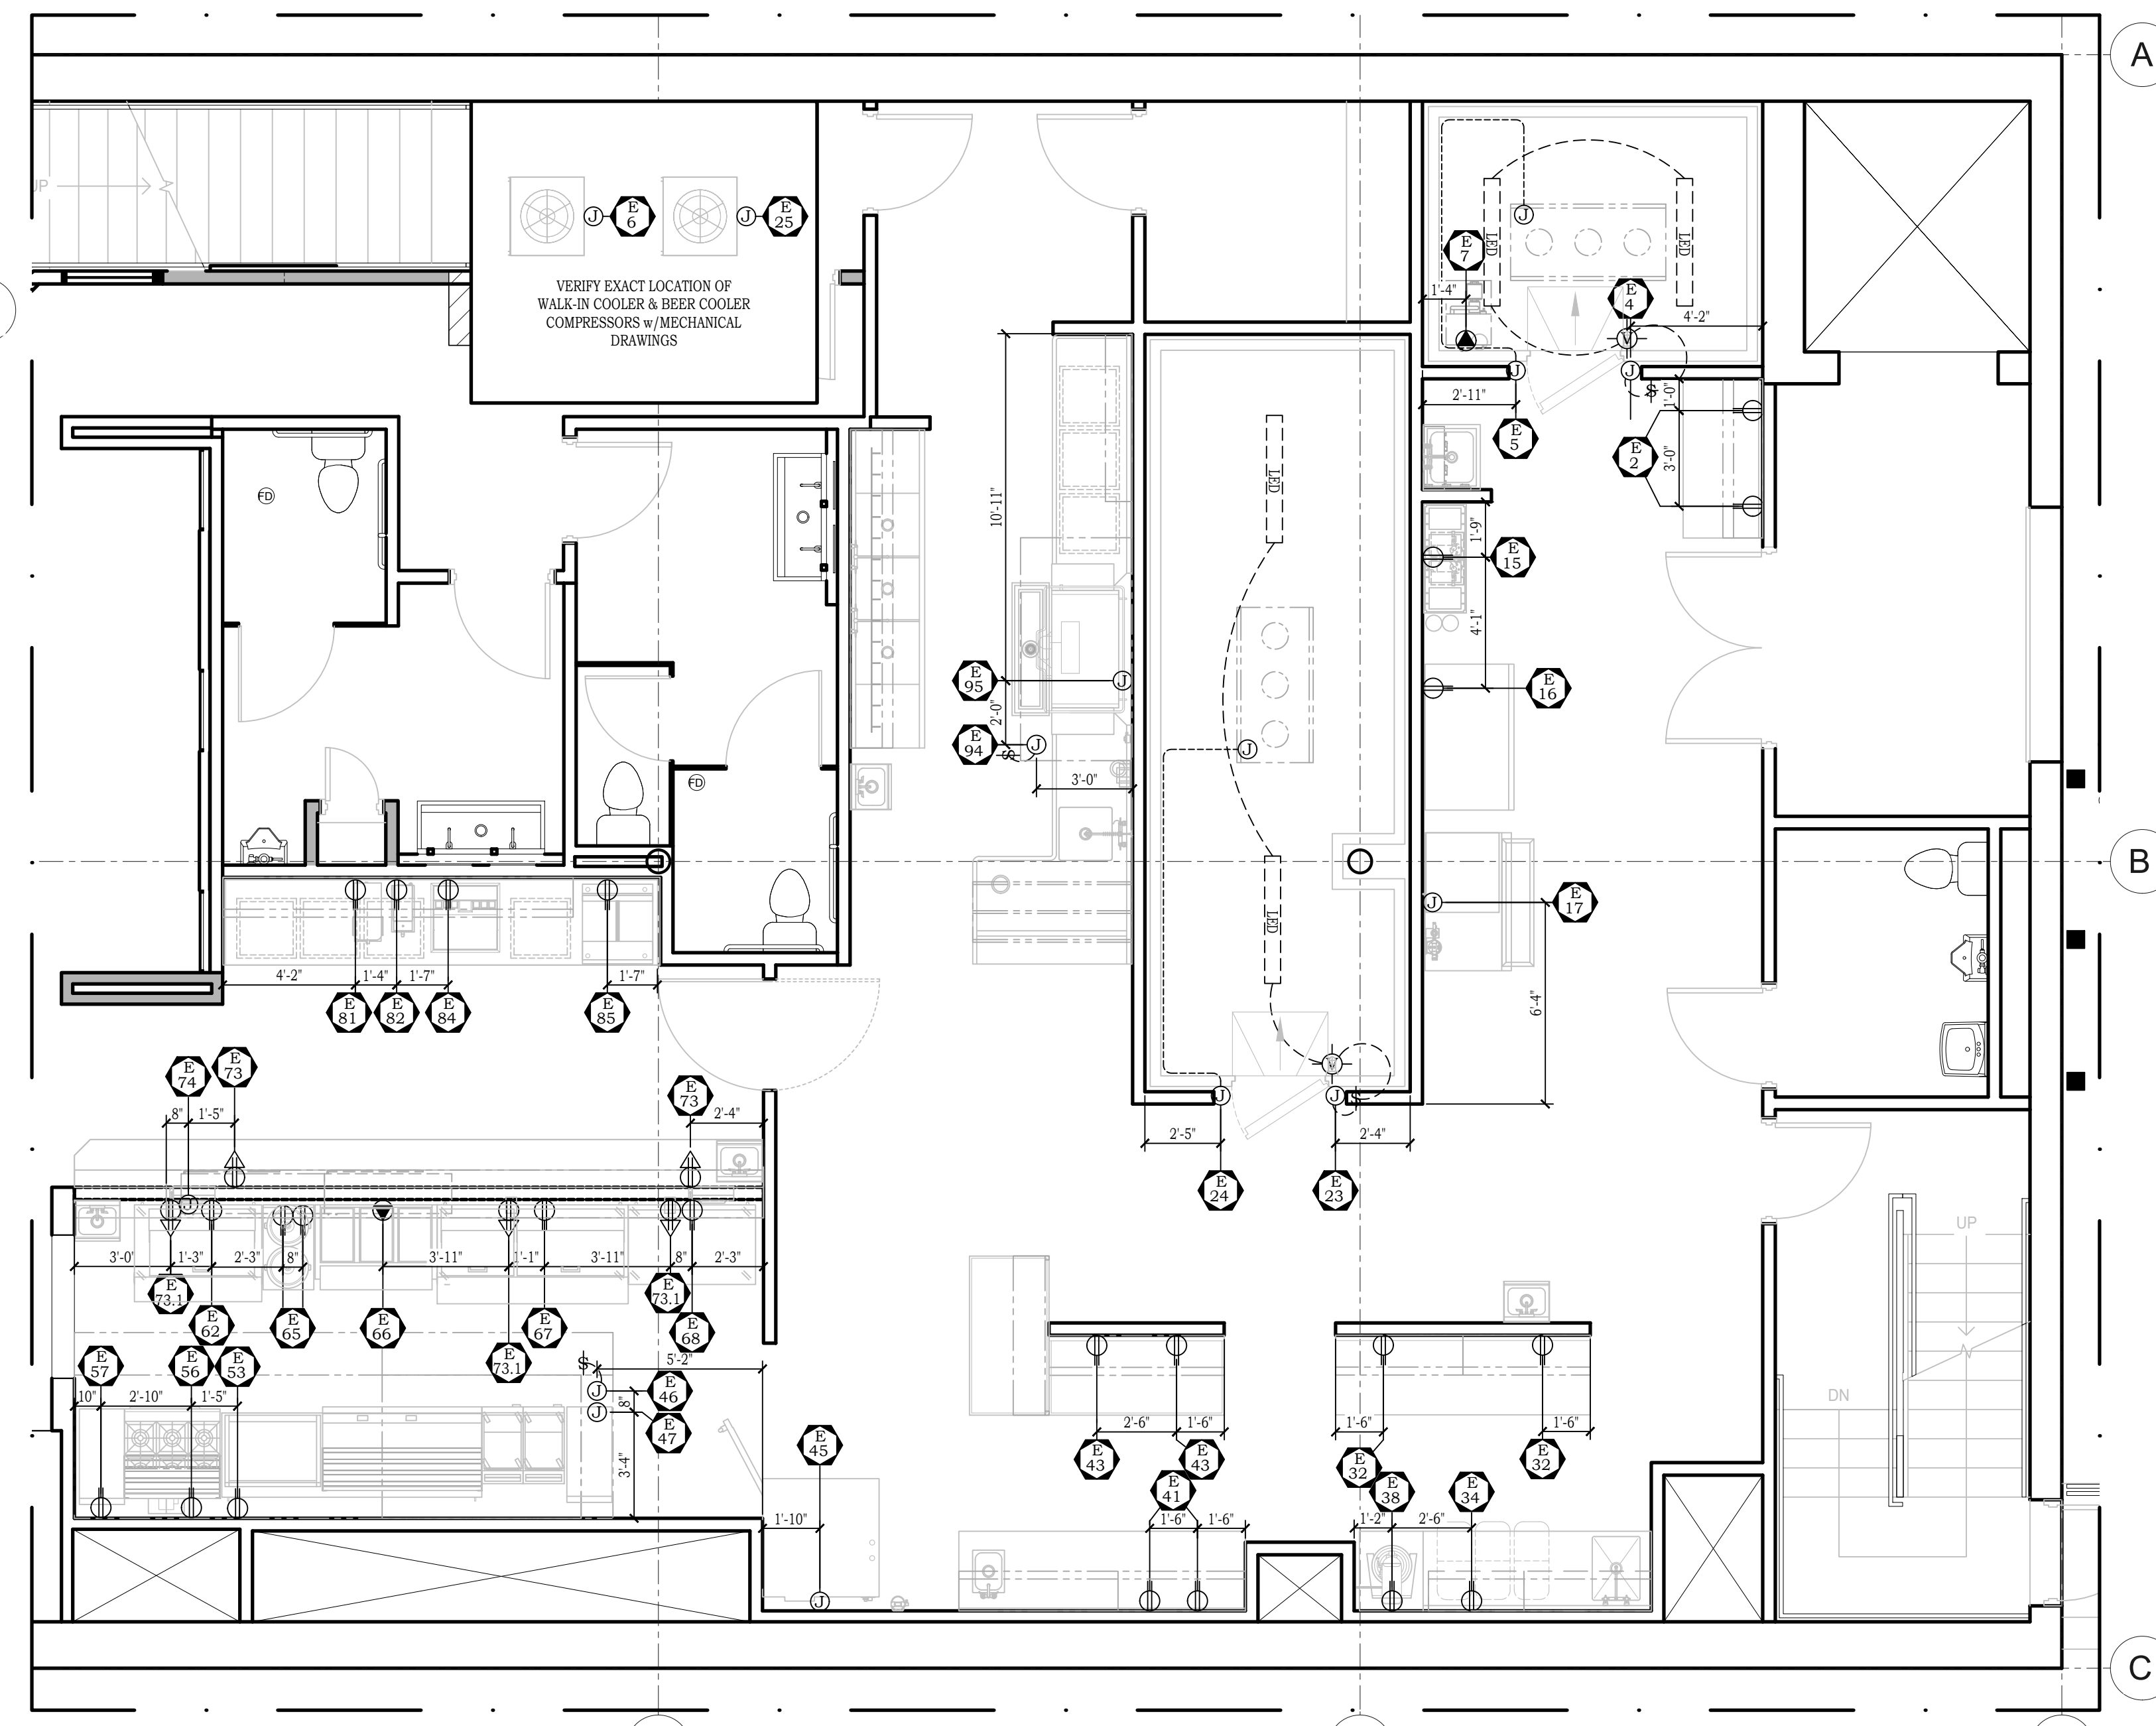 A
UP
J
E
6
J
E
25
VERIFY EXACT LOCATION OF
WALK-IN COOLER & BEER COOLER
COMPRESSORS w/MECHANICAL
DRAWINGS
LED
LED
J
E
7
1'-4"
E
4
4'-2"
V
J
J
S
1'-0"
2'-11"
E
5
E
2
3'-0"
FD
LED
10'-11"
1'-9"
E
15
4'-1"
E
95
J
E
16
2'-0"
E
94
J
S
J
3'-0"
FD
B
LED
J
E
17
4'-2"
1'-4"
1'-7"
1'-7"
E
81
E
82
E
84
E
85
6'-4"
E
74
E
73
E
73
V
J
J
S
8"
1'-5"
2'-4"
2'-5"
2'-4"
E
24
E
23
J
UP
3'-0'
1'-3"
2'-3"
8"
3'-11"
1'-1"
3'-11"
8"
2'-3"
E
73.1
E
62
E
65
E
66
E
73.1
E
67
E
73.1
E
68
E
57
E
56
E
53
S
5'-2"
DN
10"
2'-10"
1'-5"
J
E
46
8"
J
E
47
3'-4"
E
45
2'-6"
1'-6"
1'-6"
1'-6"
E
43
E
43
E
32
E
32
E
41
E
38
E
34
1'-10"
1'-6"
1'-6"
1'-2"
2'-6"
J
C